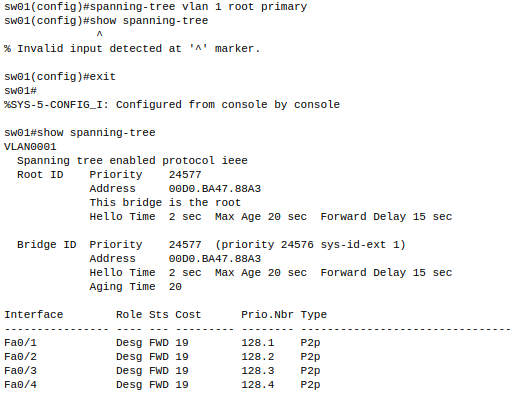 sw01(config)#spanning-tree vlan 1 root primary
sw01(config)#show spanning-tree
              ^
% Invalid input detected at '^' marker.

sw01(config)#exit
sw01#
%SYS-5-CONFIG_I: Configured from console by console

sw01#show spanning-tree
VLAN0001
  Spanning tree enabled protocol ieee
  Root ID    Priority    24577
             Address     00D0.BA47.88A3
             This bridge is the root
             Hello Time  2 sec  Max Age 20 sec  Forward Delay 15 sec

  Bridge ID  Priority    24577  (priority 24576 sys-id-ext 1)
             Address     00D0.BA47.88A3
             Hello Time  2 sec  Max Age 20 sec  Forward Delay 15 sec
             Aging Time  20

Interface        Role Sts Cost      Prio.Nbr Type
---------------- ---- --- --------- -------- --------------------------------
Fa0/1            Desg FWD 19        128.1    P2p
Fa0/2            Desg FWD 19        128.2    P2p
Fa0/3            Desg FWD 19        128.3    P2p
Fa0/4            Desg FWD 19        128.4    P2p